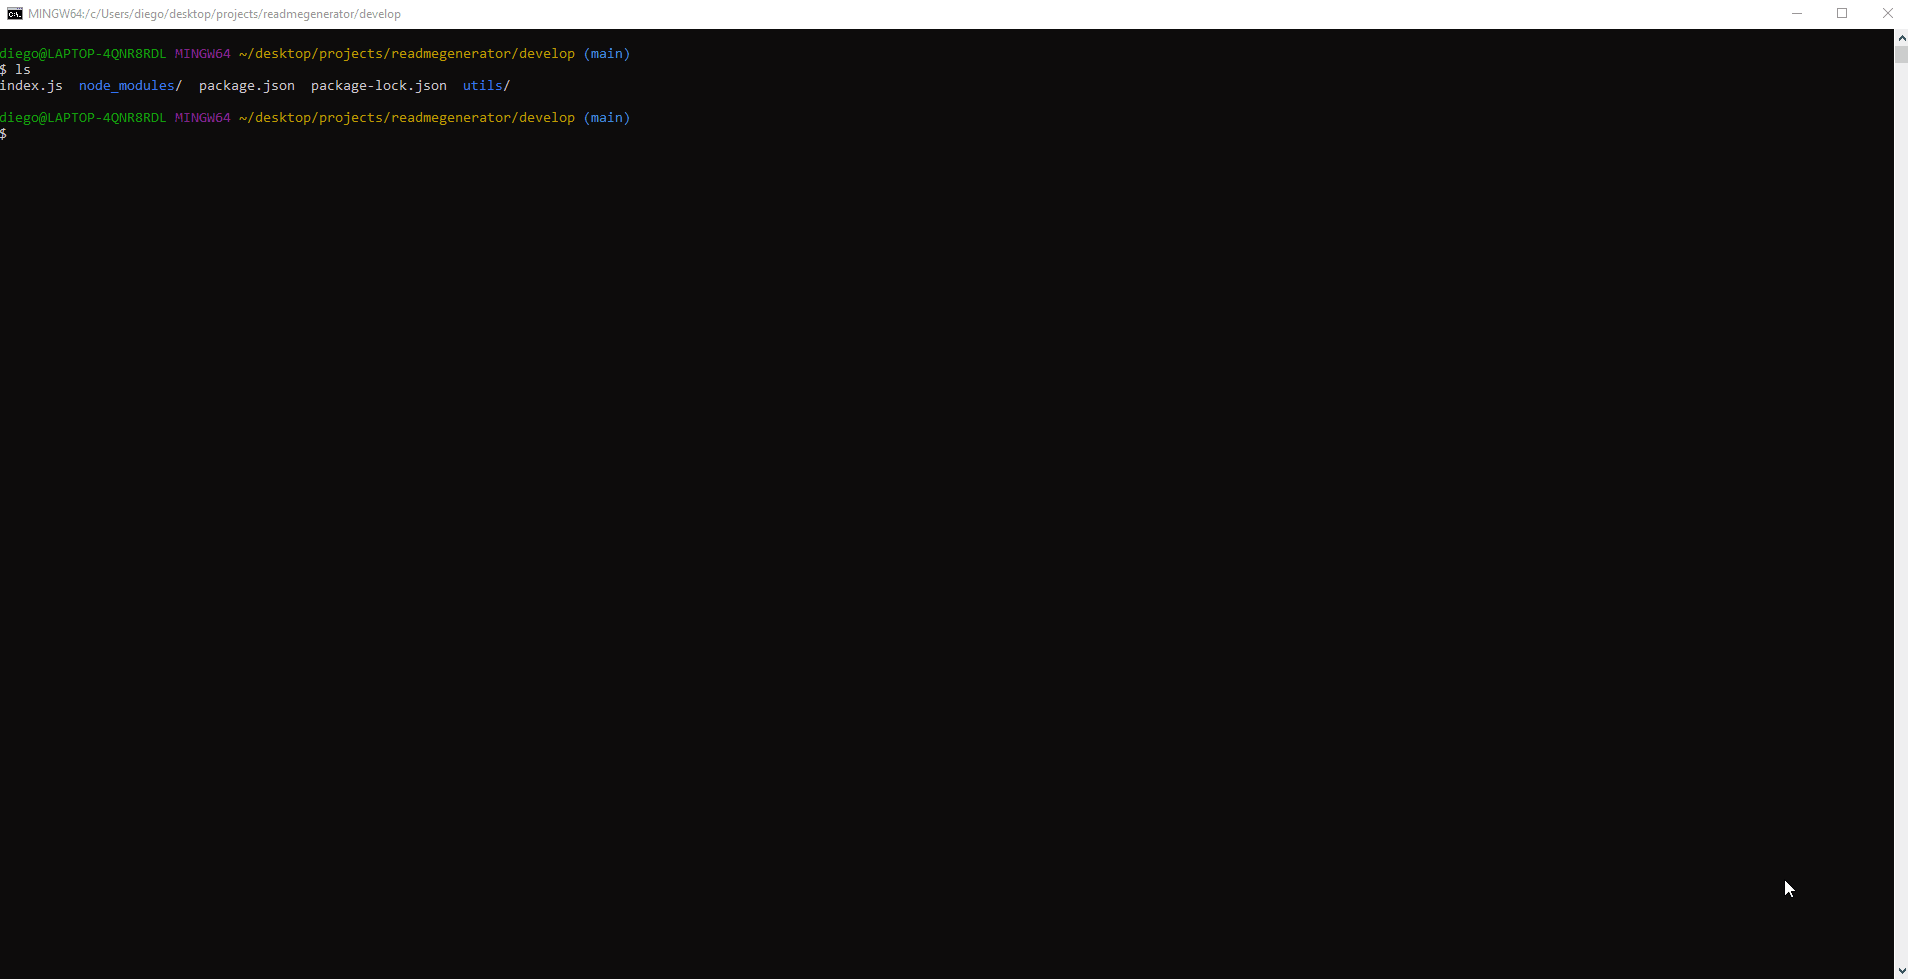 MINGW64:/c/Users/diego/desktop/projects/readmegenerator/develop
diego@LAPTOP-4QNR8RDL MINGW64 ~/desktop/projects/readmegenerator/develop (main)
$ ls
index.js  node_modules/  package.json  package-lock.json  utils/
diego@LAPTOP-4QNR8RDL MINGW64 ~/desktop/projects/readmegenerator/develop (main)
$